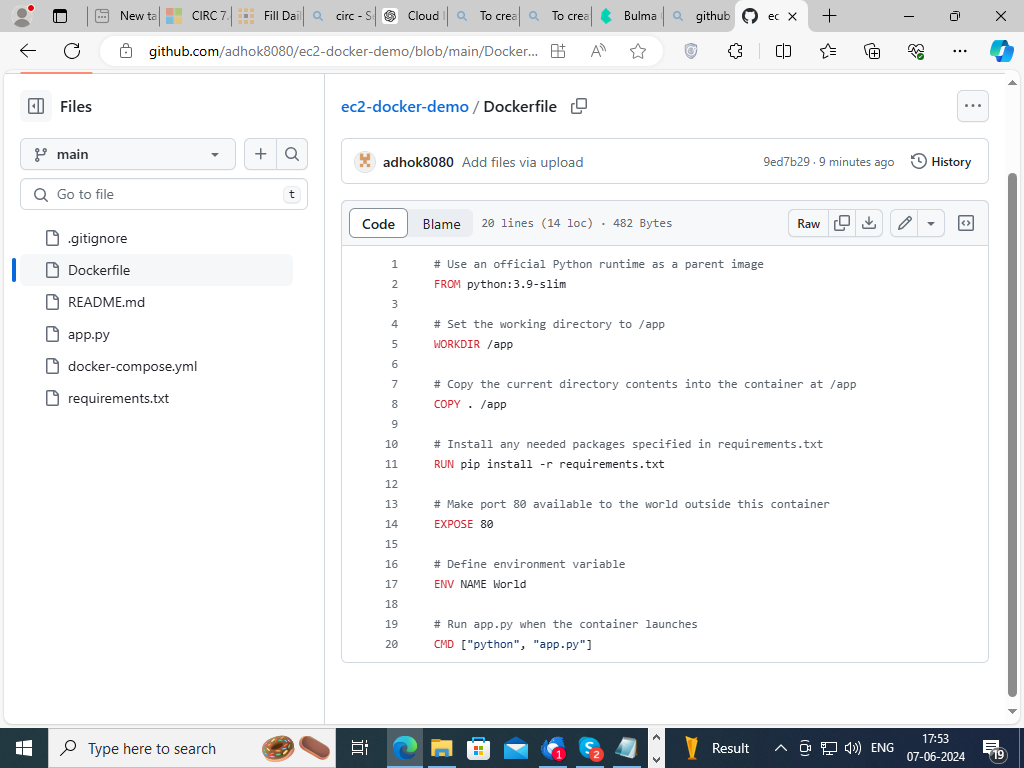 New ta
CIRC 7.
Fill Dail
circ - Se
Cloud I
To crea
To crea
Bulma
github
ec
github.com/adhok8080/ec2-docker-demo/blob/main/Docker...
Files
main
Go to file
t
.gitignore
Dockerfile
README.md
app.py
docker-compose.yml
requirements.txt
ec2-docker-demo / Dockerfile
adhok8080 Add files via upload
9ed7b29 · 9 minutes ago
History
Code
Blame
20 lines (14 loc) · 482 Bytes
Raw
1 # Use an official Python runtime as a parent image
2 FROM python:3.9-slim
3
4 # Set the working directory to /app
5 WORKDIR /app
6
7 # Copy the current directory contents into the container at /app
8 COPY . /app
9
10 # Install any needed packages specified in requirements.txt
11 RUN pip install -r requirements.txt
12
13 # Make port 80 available to the world outside this container
14 EXPOSE 80
15
16 # Define environment variable
17 ENV NAME World
18
19 # Run app.py when the container launches
20 CMD ["python", "app.py"]
Type here to search
1
2
Result
ENG
17:53
07-06-2024
19